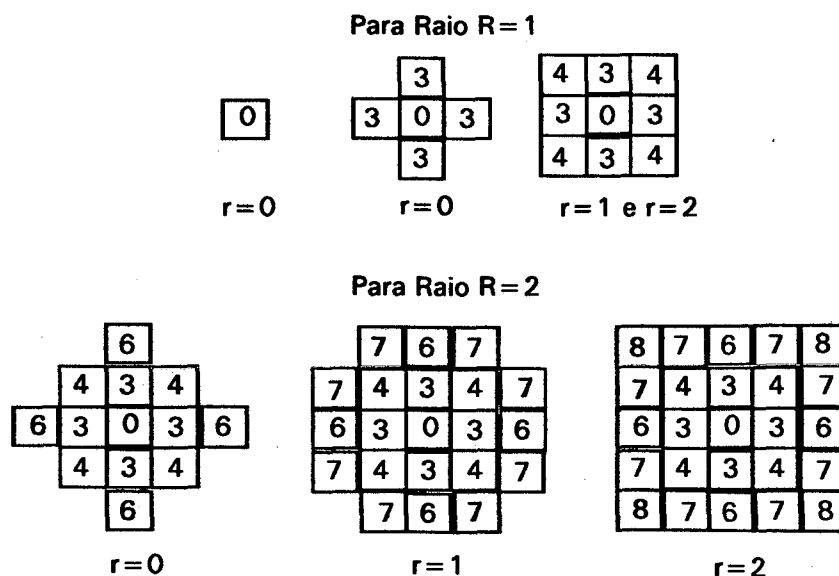 Para Raio R=1
3 4 3 4
0 3 0 3 3 0 3
3 4 3 4
r=0 r=0 r=1 e r=2
Para Raio R=2
6 7 6 7 8 7 6 7 8
4 3 4 7 4 3 4 7 7 4 3 4 7
6 3 0 3 6 6 3 0 3 6 6 3 0 3 6
4 3 4 7 4 3 4 7 7 4 3 4 7
6 7 6 7 8 7 6 7 8
r=0 r=1 r=2